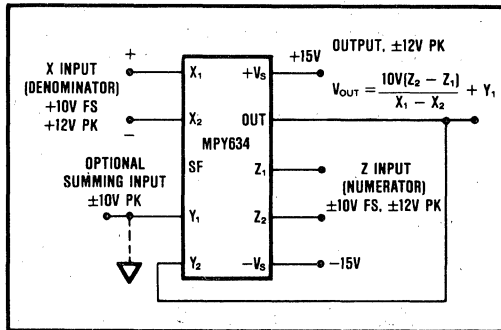 +
X INPUT
(DENOMINATOR)
+10V FS
+12V PK
−
OPTIONAL
SUMMING INPUT
±10V PK
X₁
X₂
SF
Y₁
Y₂
MPY634
+Vₛ
OUT
Z₁
Z₂
−Vₛ
+15V
OUTPUT, ±12V PK
V_OUT = 10V(Z₂ − Z₁) / (X₁ − X₂) + Y₁
Z INPUT
(NUMERATOR)
±10V FS, ±12V PK
−15V